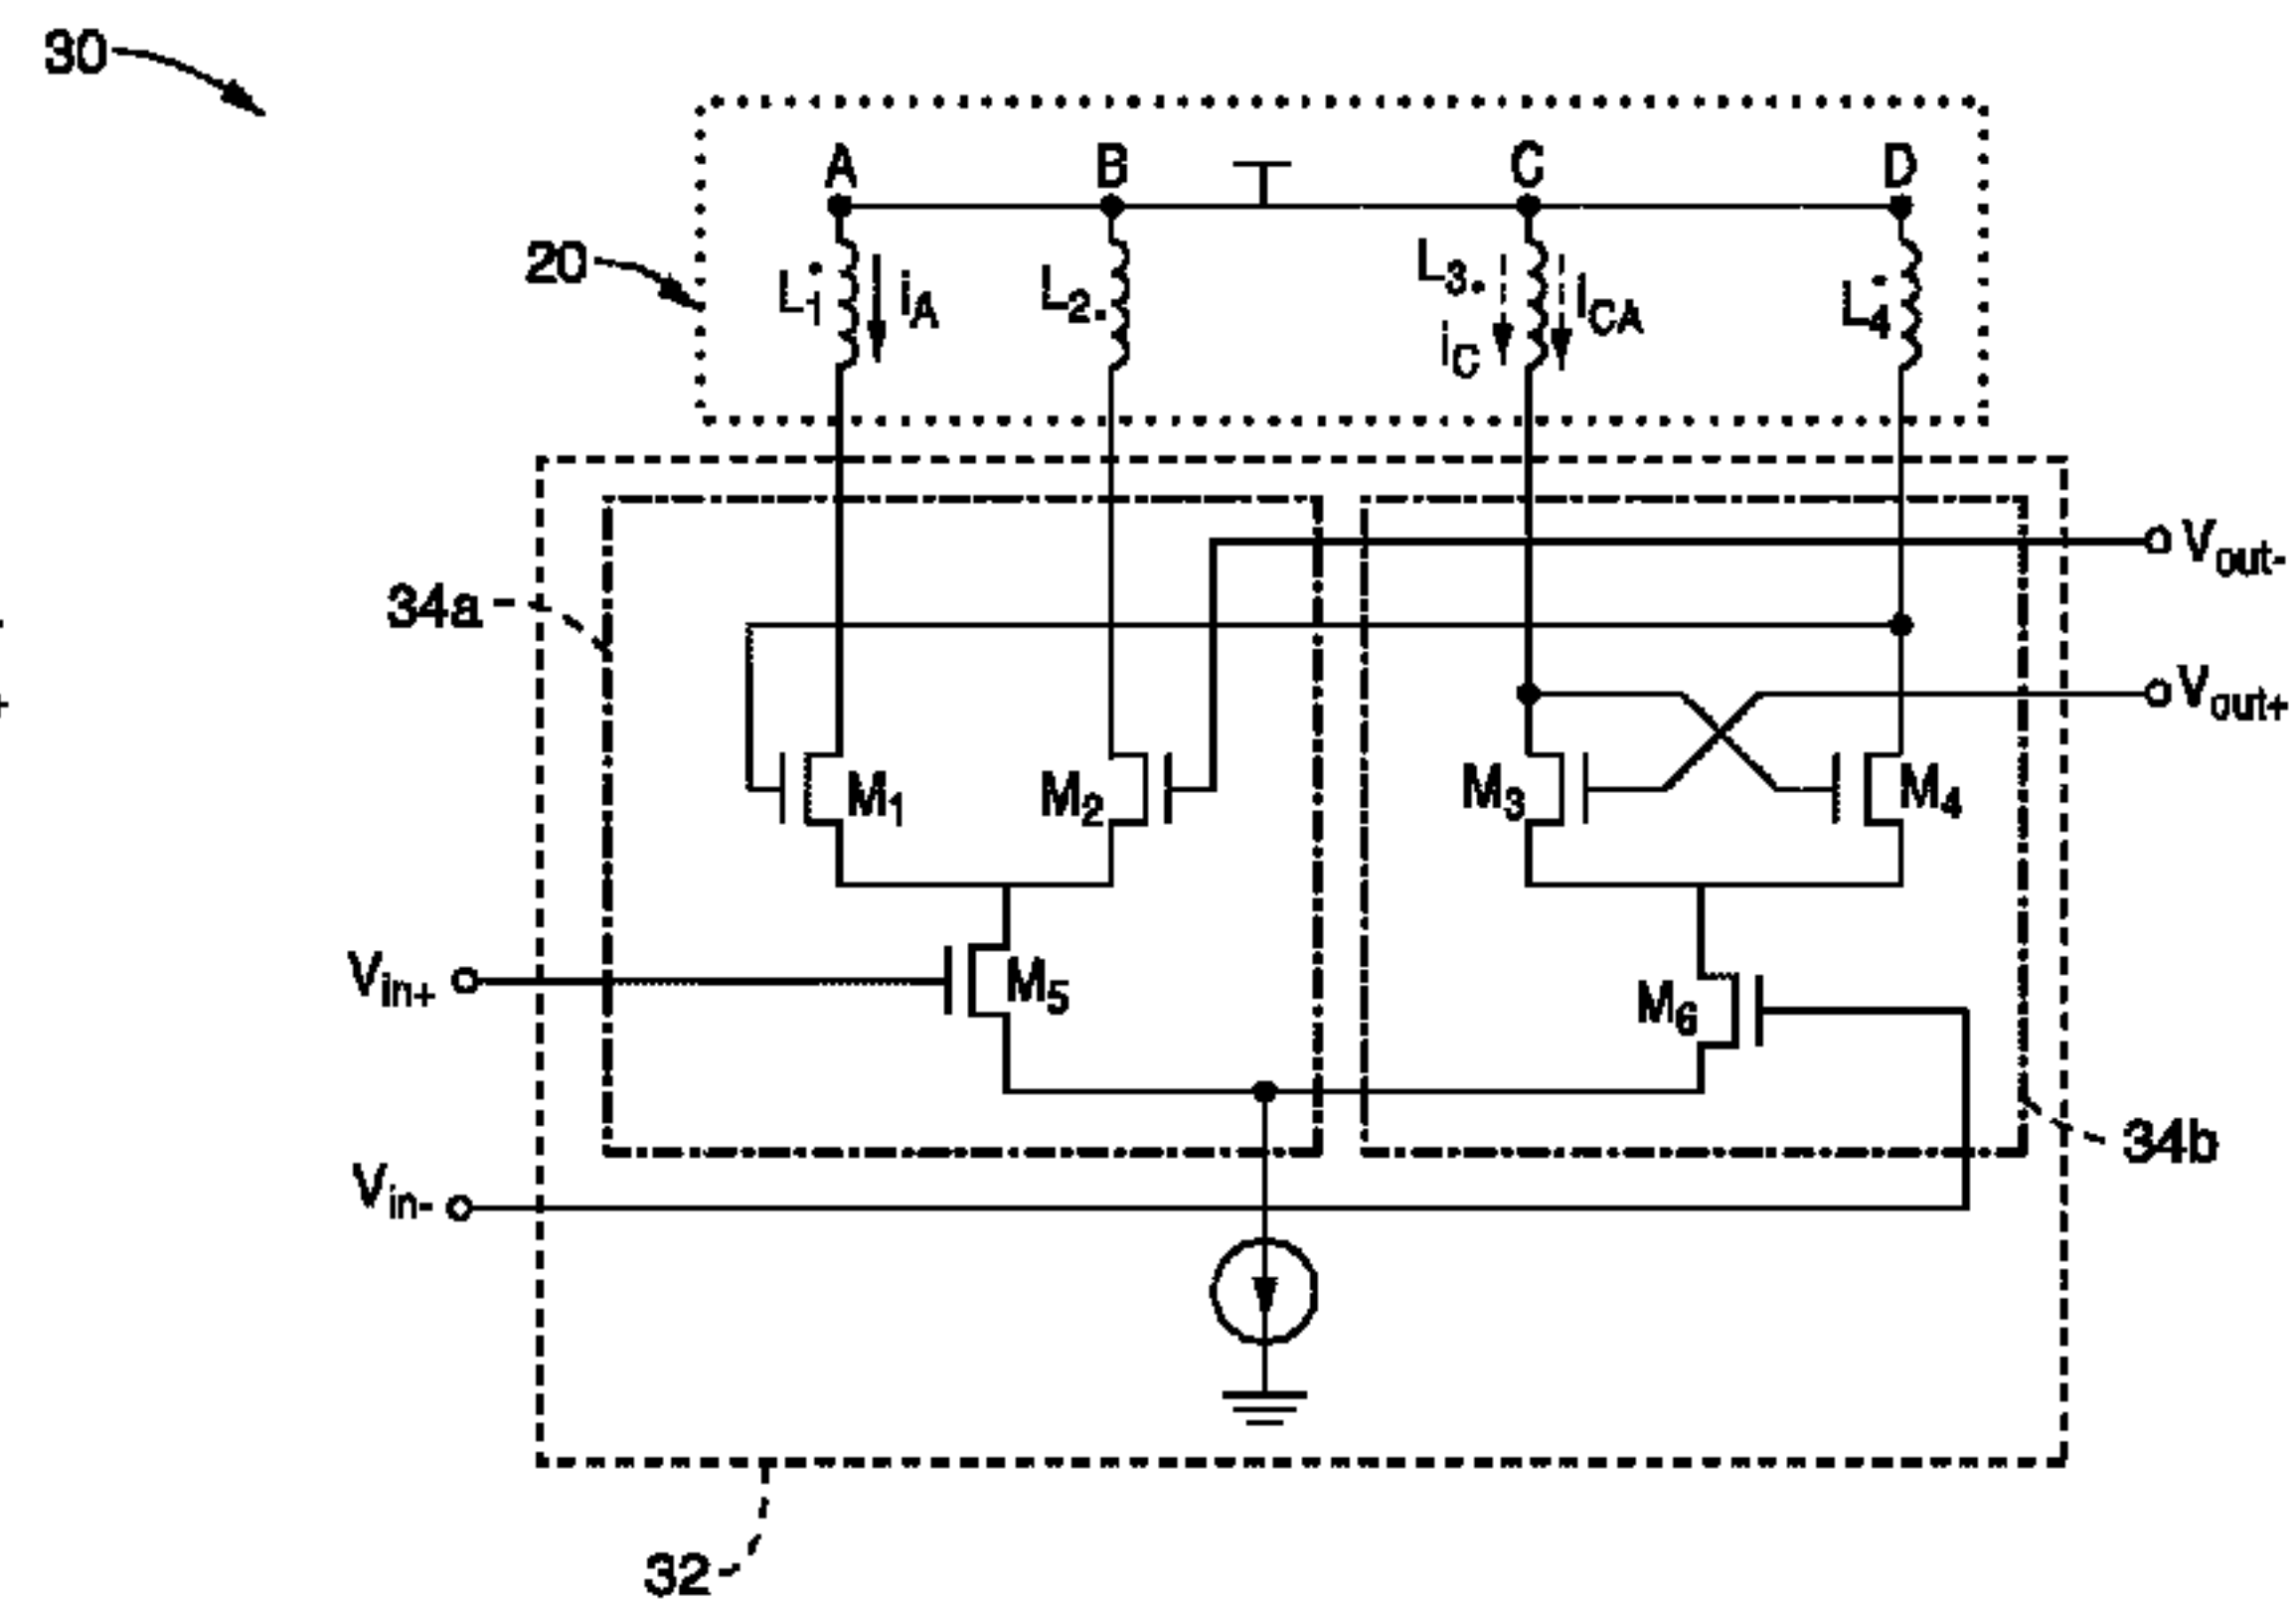 30
A B C D
20
L1 iA L2 L3 iC iCA L4
Vout-
34a
Vout+
M1 M2 M3 M4
Vin+ M5 M6
34b
Vin-
32